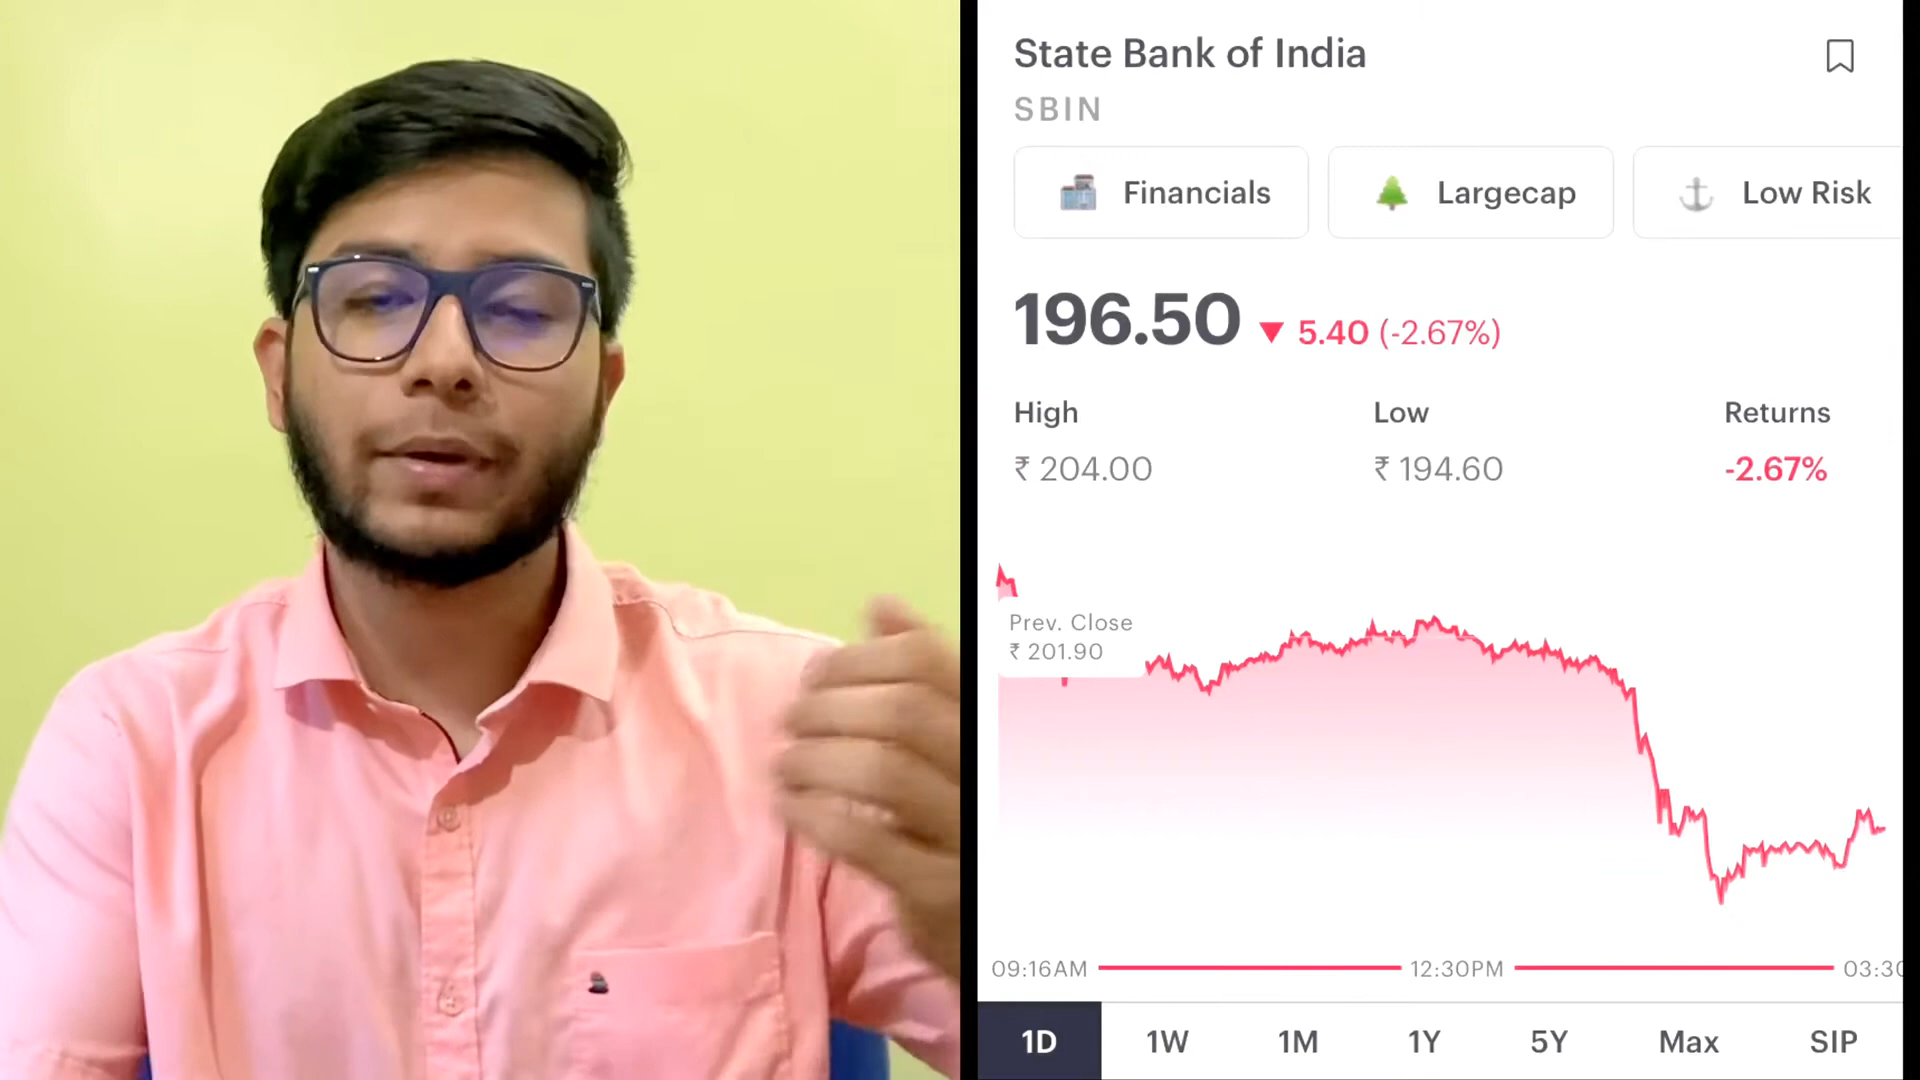 State Bank of India
SBIN
Financials
Largecap
Low Risk
196.50 ▼ 5.40 (-2.67%)
High Low Returns
₹ 204.00 ₹ 194.60 -2.67%
Prev. Close
₹ 201.90
09:16AM 12:30PM 03:30
1D 1W 1M 1Y 5Y Max SIP